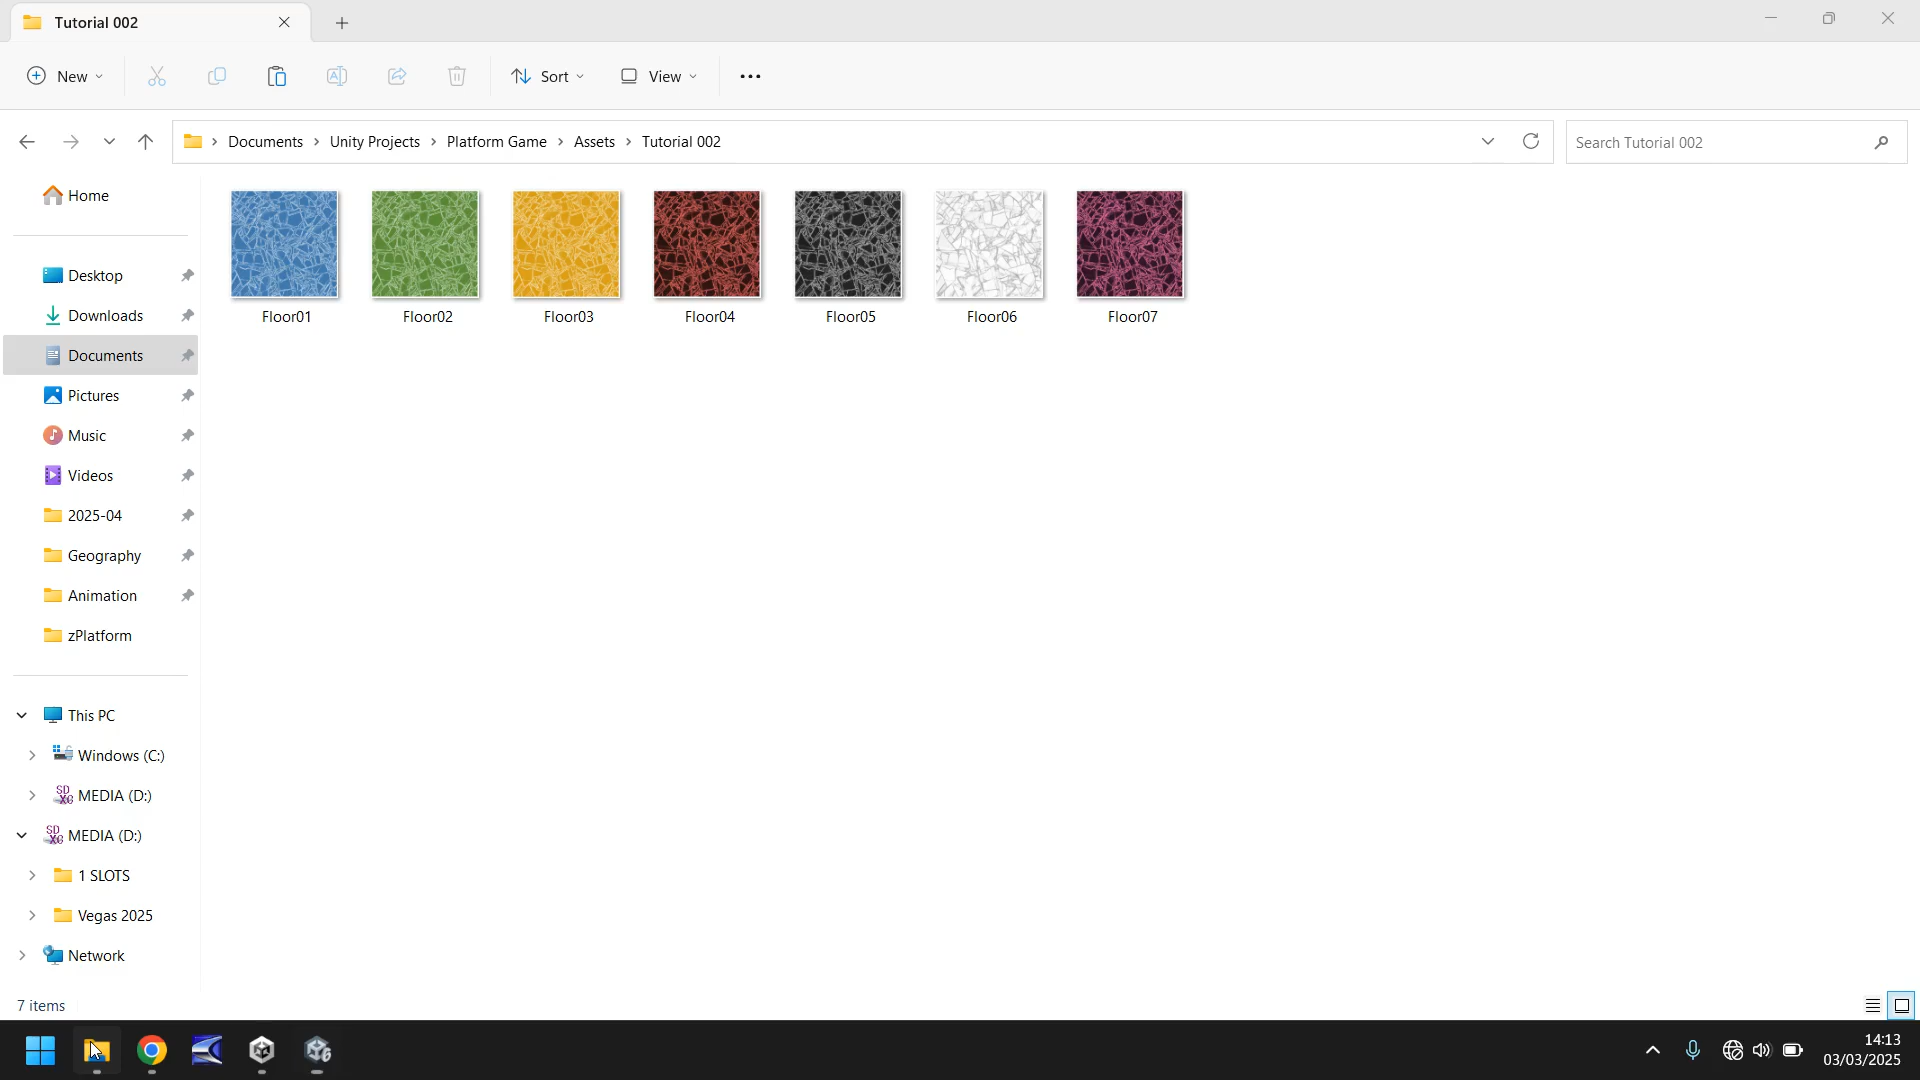 Tutorial 002
New
Sort
View
Documents
Unity Projects
Platform Game
Assets
Tutorial 002
Search Tutorial 002
Home
Desktop
Downloads
Documents
Pictures
Music
Videos
2025-04
Geography
Animation
zPlatform
This PC
Windows (C:)
MEDIA (D:)
MEDIA (D:)
1 SLOTS
Vegas 2025
Network
Floor01
Floor02
Floor03
Floor04
Floor05
Floor06
Floor07
7 items
14:13
03/03/2025